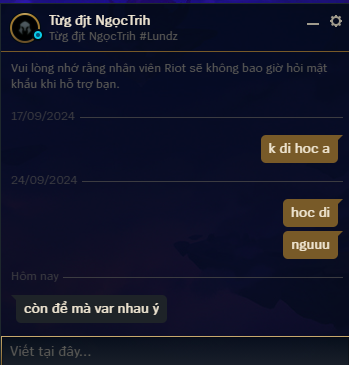 Từg đjt NgọcTrih
Từg đjt NgọcTrih #Lundz
Vui lòng nhớ rằng nhân viên Riot sẽ không bao giờ hỏi mật
khẩu khi hỗ trợ bạn.
17/09/2024
k di hoc a
24/09/2024
hoc di
nguuu
Hôm nay
còn để mà var nhau ý
Viết tại đây...